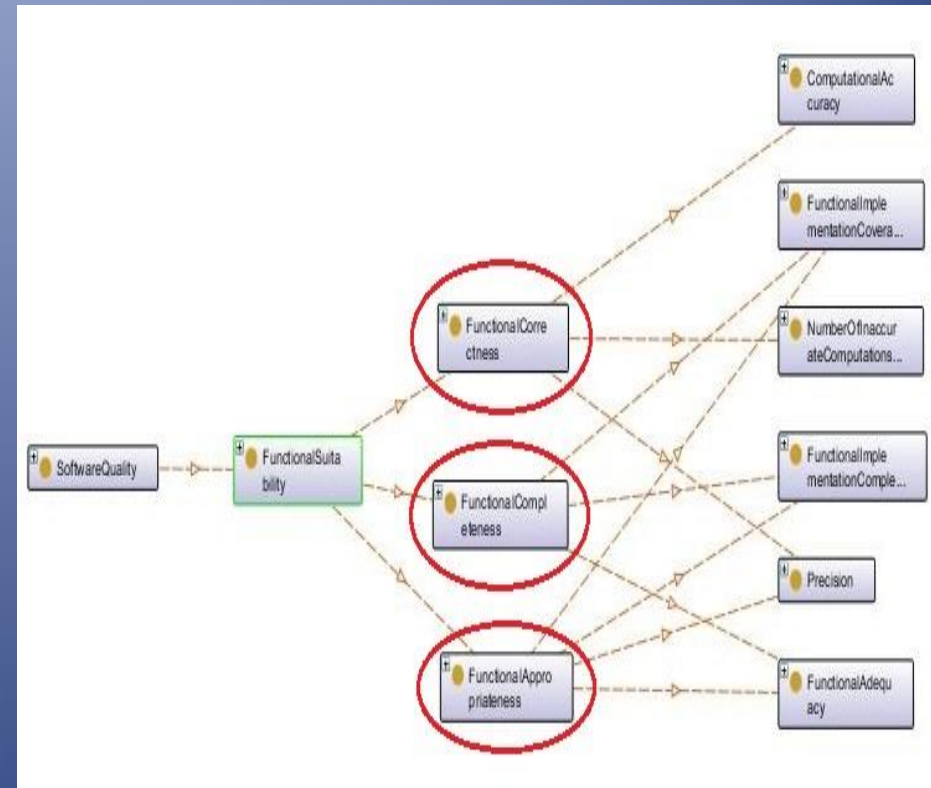 SoftwareQuality
FunctionalSuita
bility
FunctionalCorre
ctness
FunctionalCompl
eteness
FunctionalAppro
priateness
ComputationalAc
curacy
FunctionalImple
mentationCovera...
NumberOfInaccur
ateComputations...
FunctionalImple
mentationComple...
Precision
FunctionalAdequ
acy